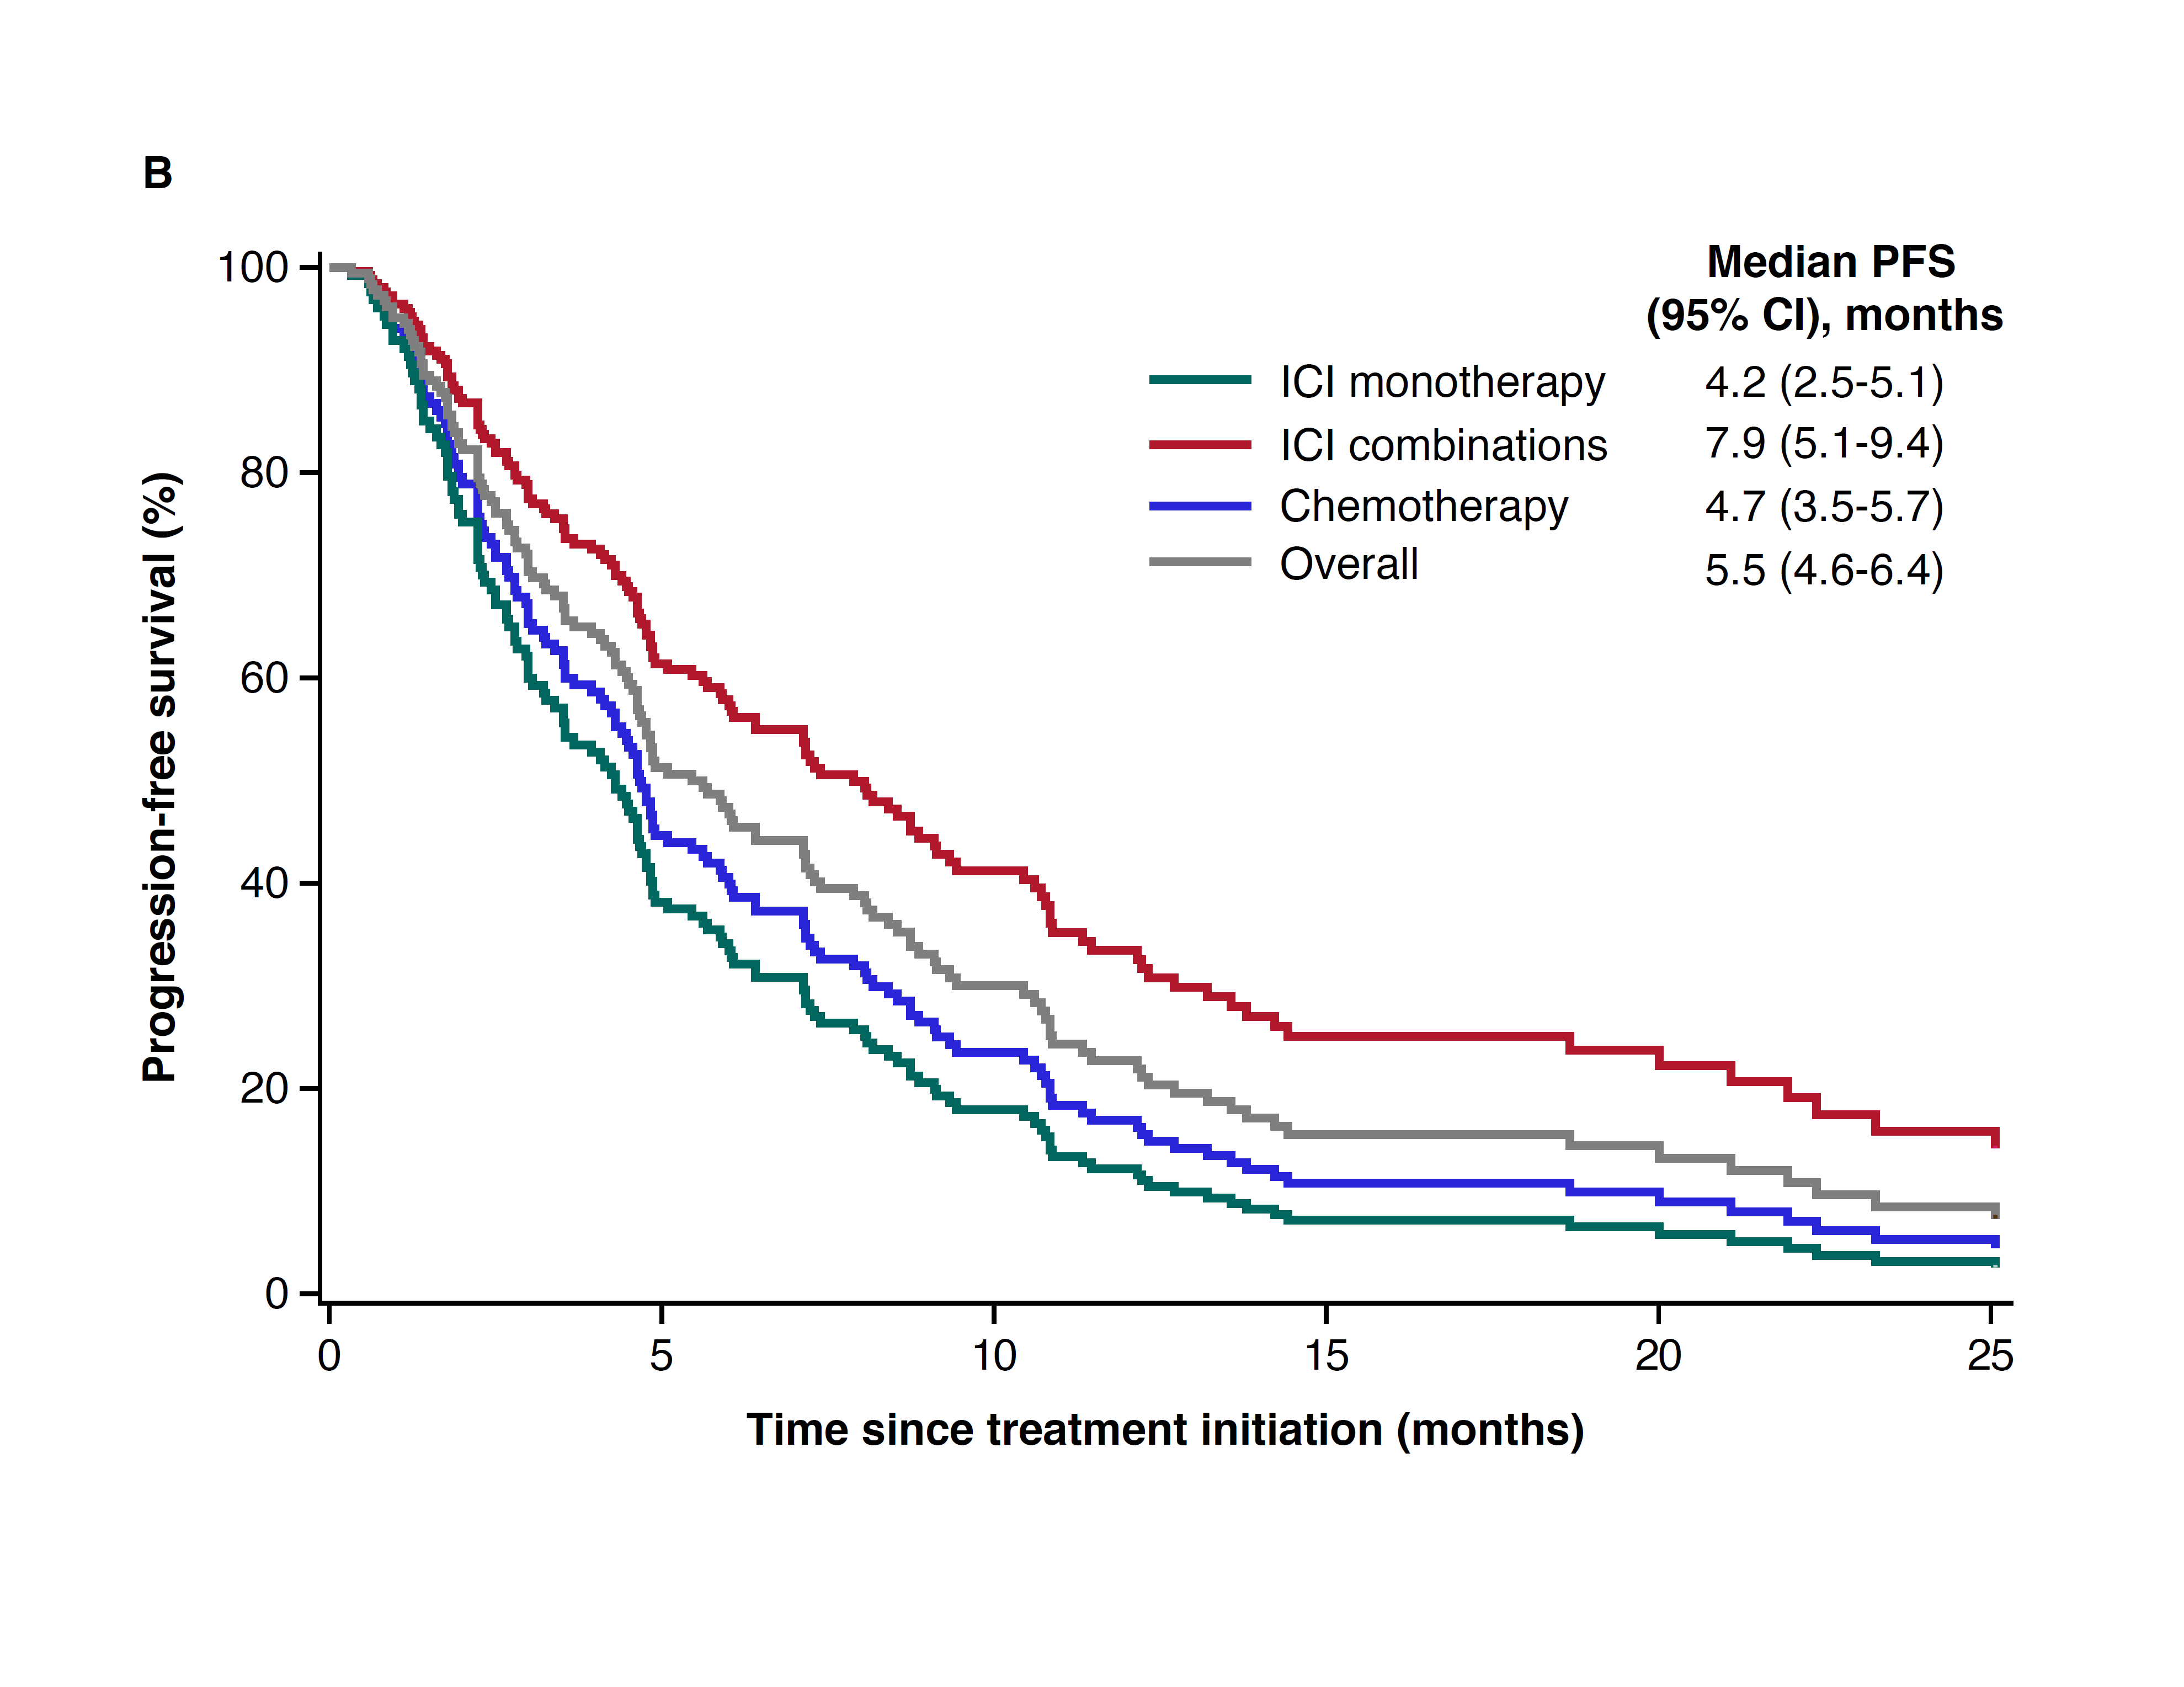 B
Median PFS
(95% CI), months
ICI monotherapy 4.2 (2.5-5.1)
ICI combinations 7.9 (5.1-9.4)
Chemotherapy 4.7 (3.5-5.7)
Overall 5.5 (4.6-6.4)
Progression-free survival (%)
100
80
60
40
20
0
0 5 10 15 20 25
Time since treatment initiation (months)